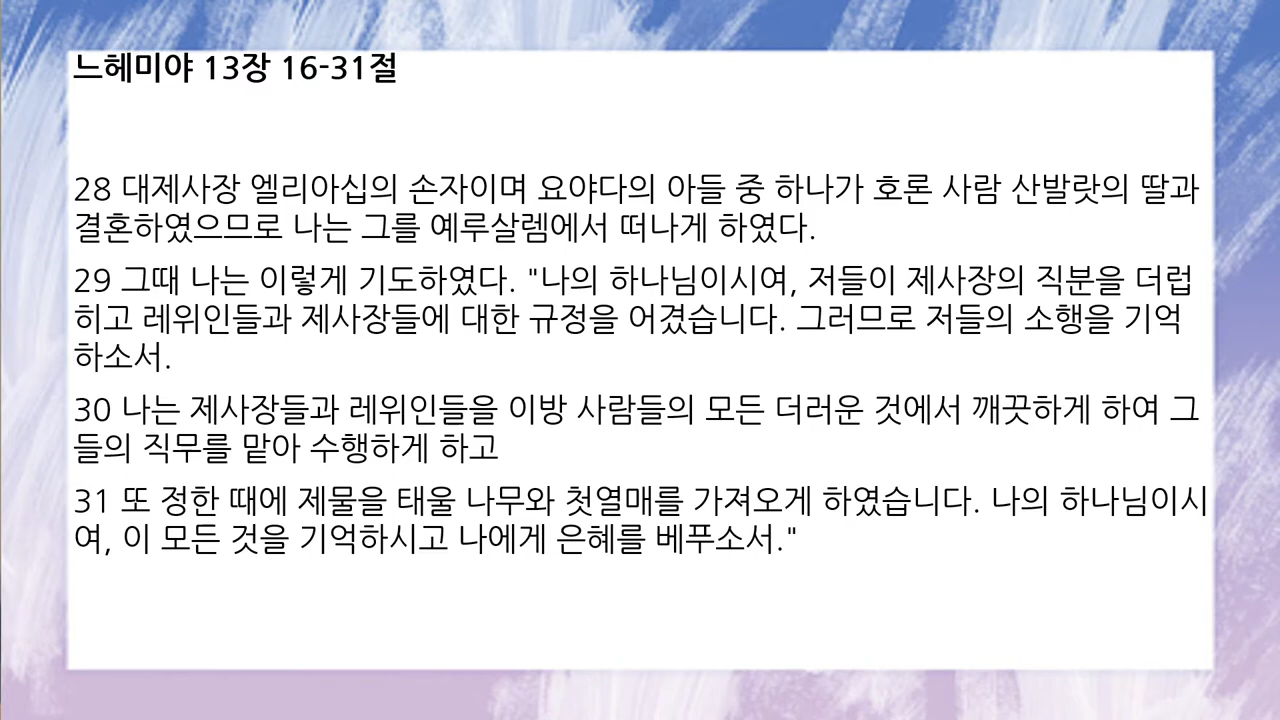 느헤미야 13장 16-31절
28 대제사장 엘리아십의 손자이며 요야다의 아들 중 하나가 호론 사람 산발랏의 딸과
결혼하였으므로 나는 그를 예루살렘에서 떠나게 하였다.
29 그때 나는 이렇게 기도하였다. "나의 하나님이시여, 저들이 제사장의 직분을 더럽
히고 레위인들과 제사장들에 대한 규정을 어겼습니다. 그러므로 저들의 소행을 기억
하소서.
30 나는 제사장들과 레위인들을 이방 사람들의 모든 더러운 것에서 깨끗하게 하여 그
들의 직무를 맡아 수행하게 하고
31 또 정한 때에 제물을 태울 나무와 첫열매를 가져오게 하였습니다. 나의 하나님이시
여, 이 모든 것을 기억하시고 나에게 은혜를 베푸소서."